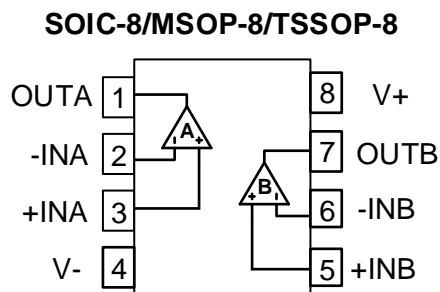 SOIC-8/MSOP-8/TSSOP-8
OUTA 1 8 V+
A
-INA 2 7 OUTB
B
+INA 3 6 -INB
V- 4 5 +INB